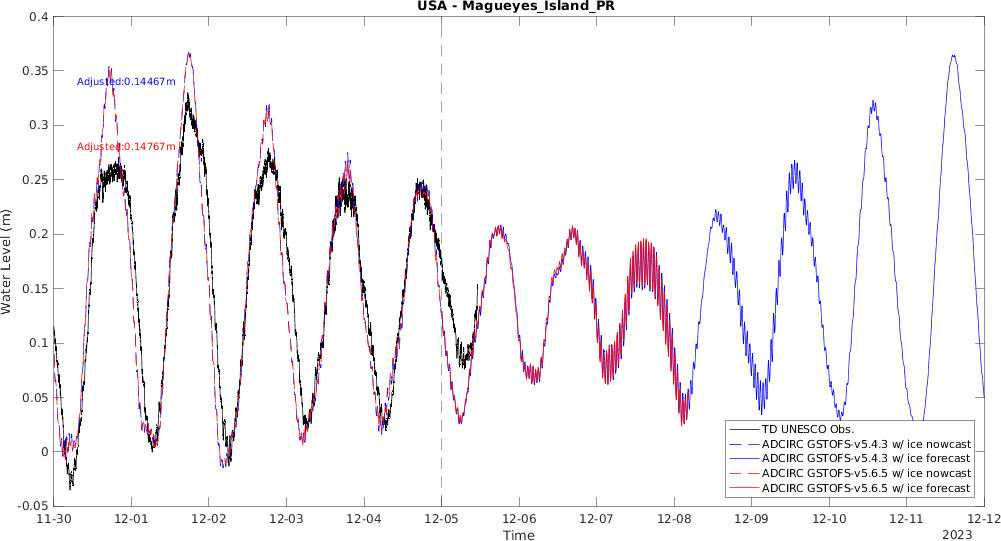 USA - Magueyes_Island_PR
0.4
0.35
0.3
0.25
0.2
0.15
0.1
0.05
0
-0.05
Water Level (m)
Adjusted:0.14467m
Adjusted:0.14767m
TD UNESCO Obs.
ADCIRC GSTOFS-v5.4.3 w/ ice nowcast
ADCIRC GSTOFS-v5.4.3 w/ ice forecast
ADCIRC GSTOFS-v5.6.5 w/ ice nowcast
ADCIRC GSTOFS-v5.6.5 w/ ice forecast
11-30 12-01 12-02 12-03 12-04 12-05 12-06 12-07 12-08 12-09 12-10 12-11 12-12
Time
2023